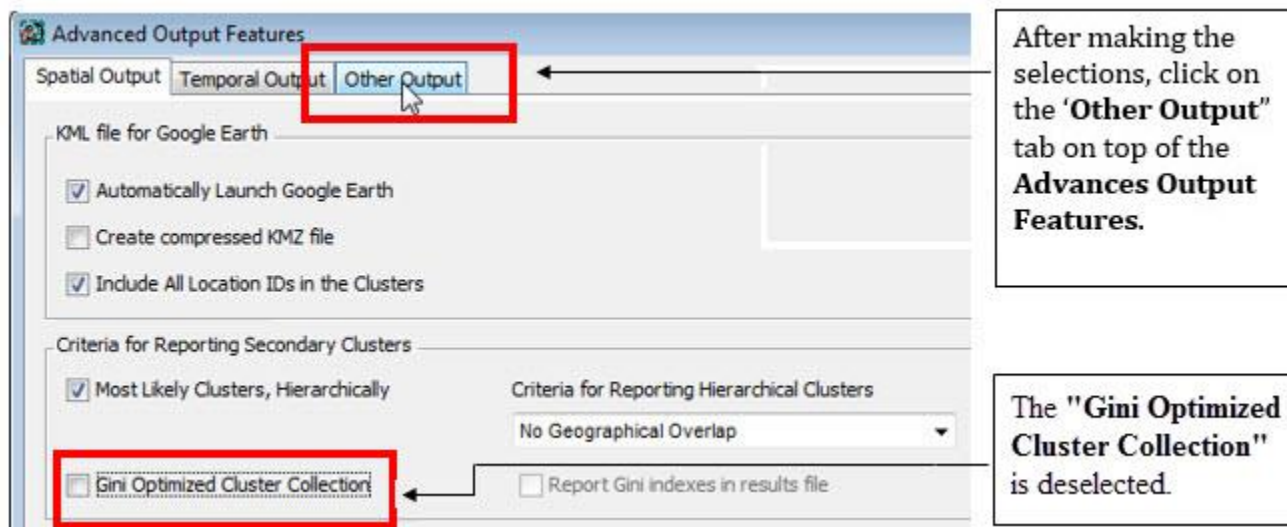 Advanced Output Features
Spatial Output Temporal Output Other Output
KML file for Google Earth
Automatically Launch Google Earth
Create compressed KMZ file
Include All Location IDs in the Clusters
Criteria for Reporting Secondary Clusters
Most Likely Clusters, Hierarchically
Criteria for Reporting Hierarchical Clusters
No Geographical Overlap
Gini Optimized Cluster Collection
Report Gini indexes in results file
After making the
selections, click on
the ‘Other Output”
tab on top of the
Advances Output
Features.
The "Gini Optimized
Cluster Collection"
is deselected.